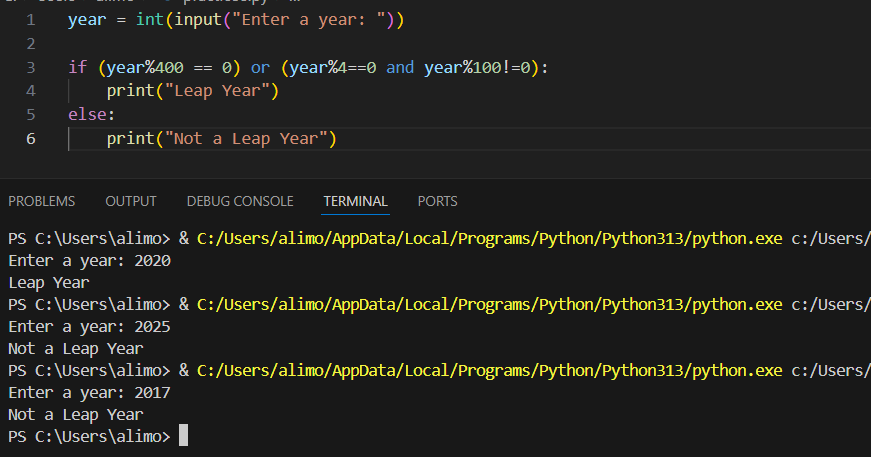 year = int(input("Enter a year: "))
if (year%400 == 0) or (year%4==0 and year%100!=0):
print("Leap Year")
else:
print("Not a Leap Year")
PROBLEMS OUTPUT DEBUG CONSOLE TERMINAL PORTS
PS C:\Users\alimo> & C:/Users/alimo/AppData/Local/Programs/Python/Python313/python.exe c:/Users/
Enter a year: 2020
Leap Year
PS C:\Users\alimo> & C:/Users/alimo/AppData/Local/Programs/Python/Python313/python.exe c:/Users/
Enter a year: 2025
Not a Leap Year
PS C:\Users\alimo> & C:/Users/alimo/AppData/Local/Programs/Python/Python313/python.exe c:/Users/
Enter a year: 2017
Not a Leap Year
PS C:\Users\alimo>